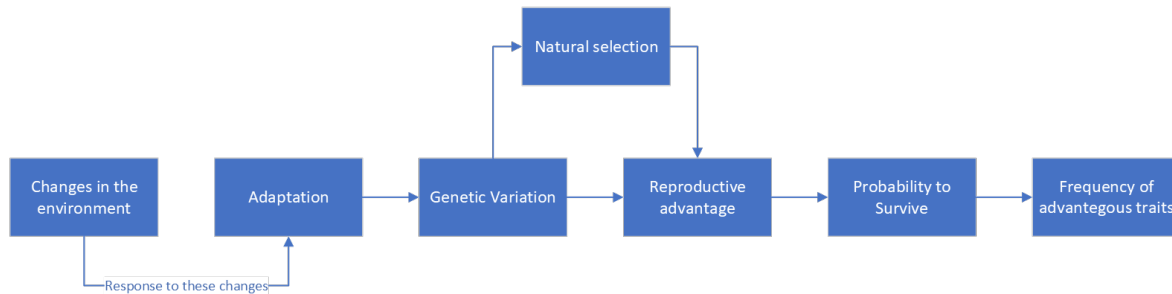 Natural selection
Changes in the
environment
Adaptation
Genetic Variation
Reproductive
advantage
Probability to
Survive
Frequency of
advantegous traits
Response to these changes